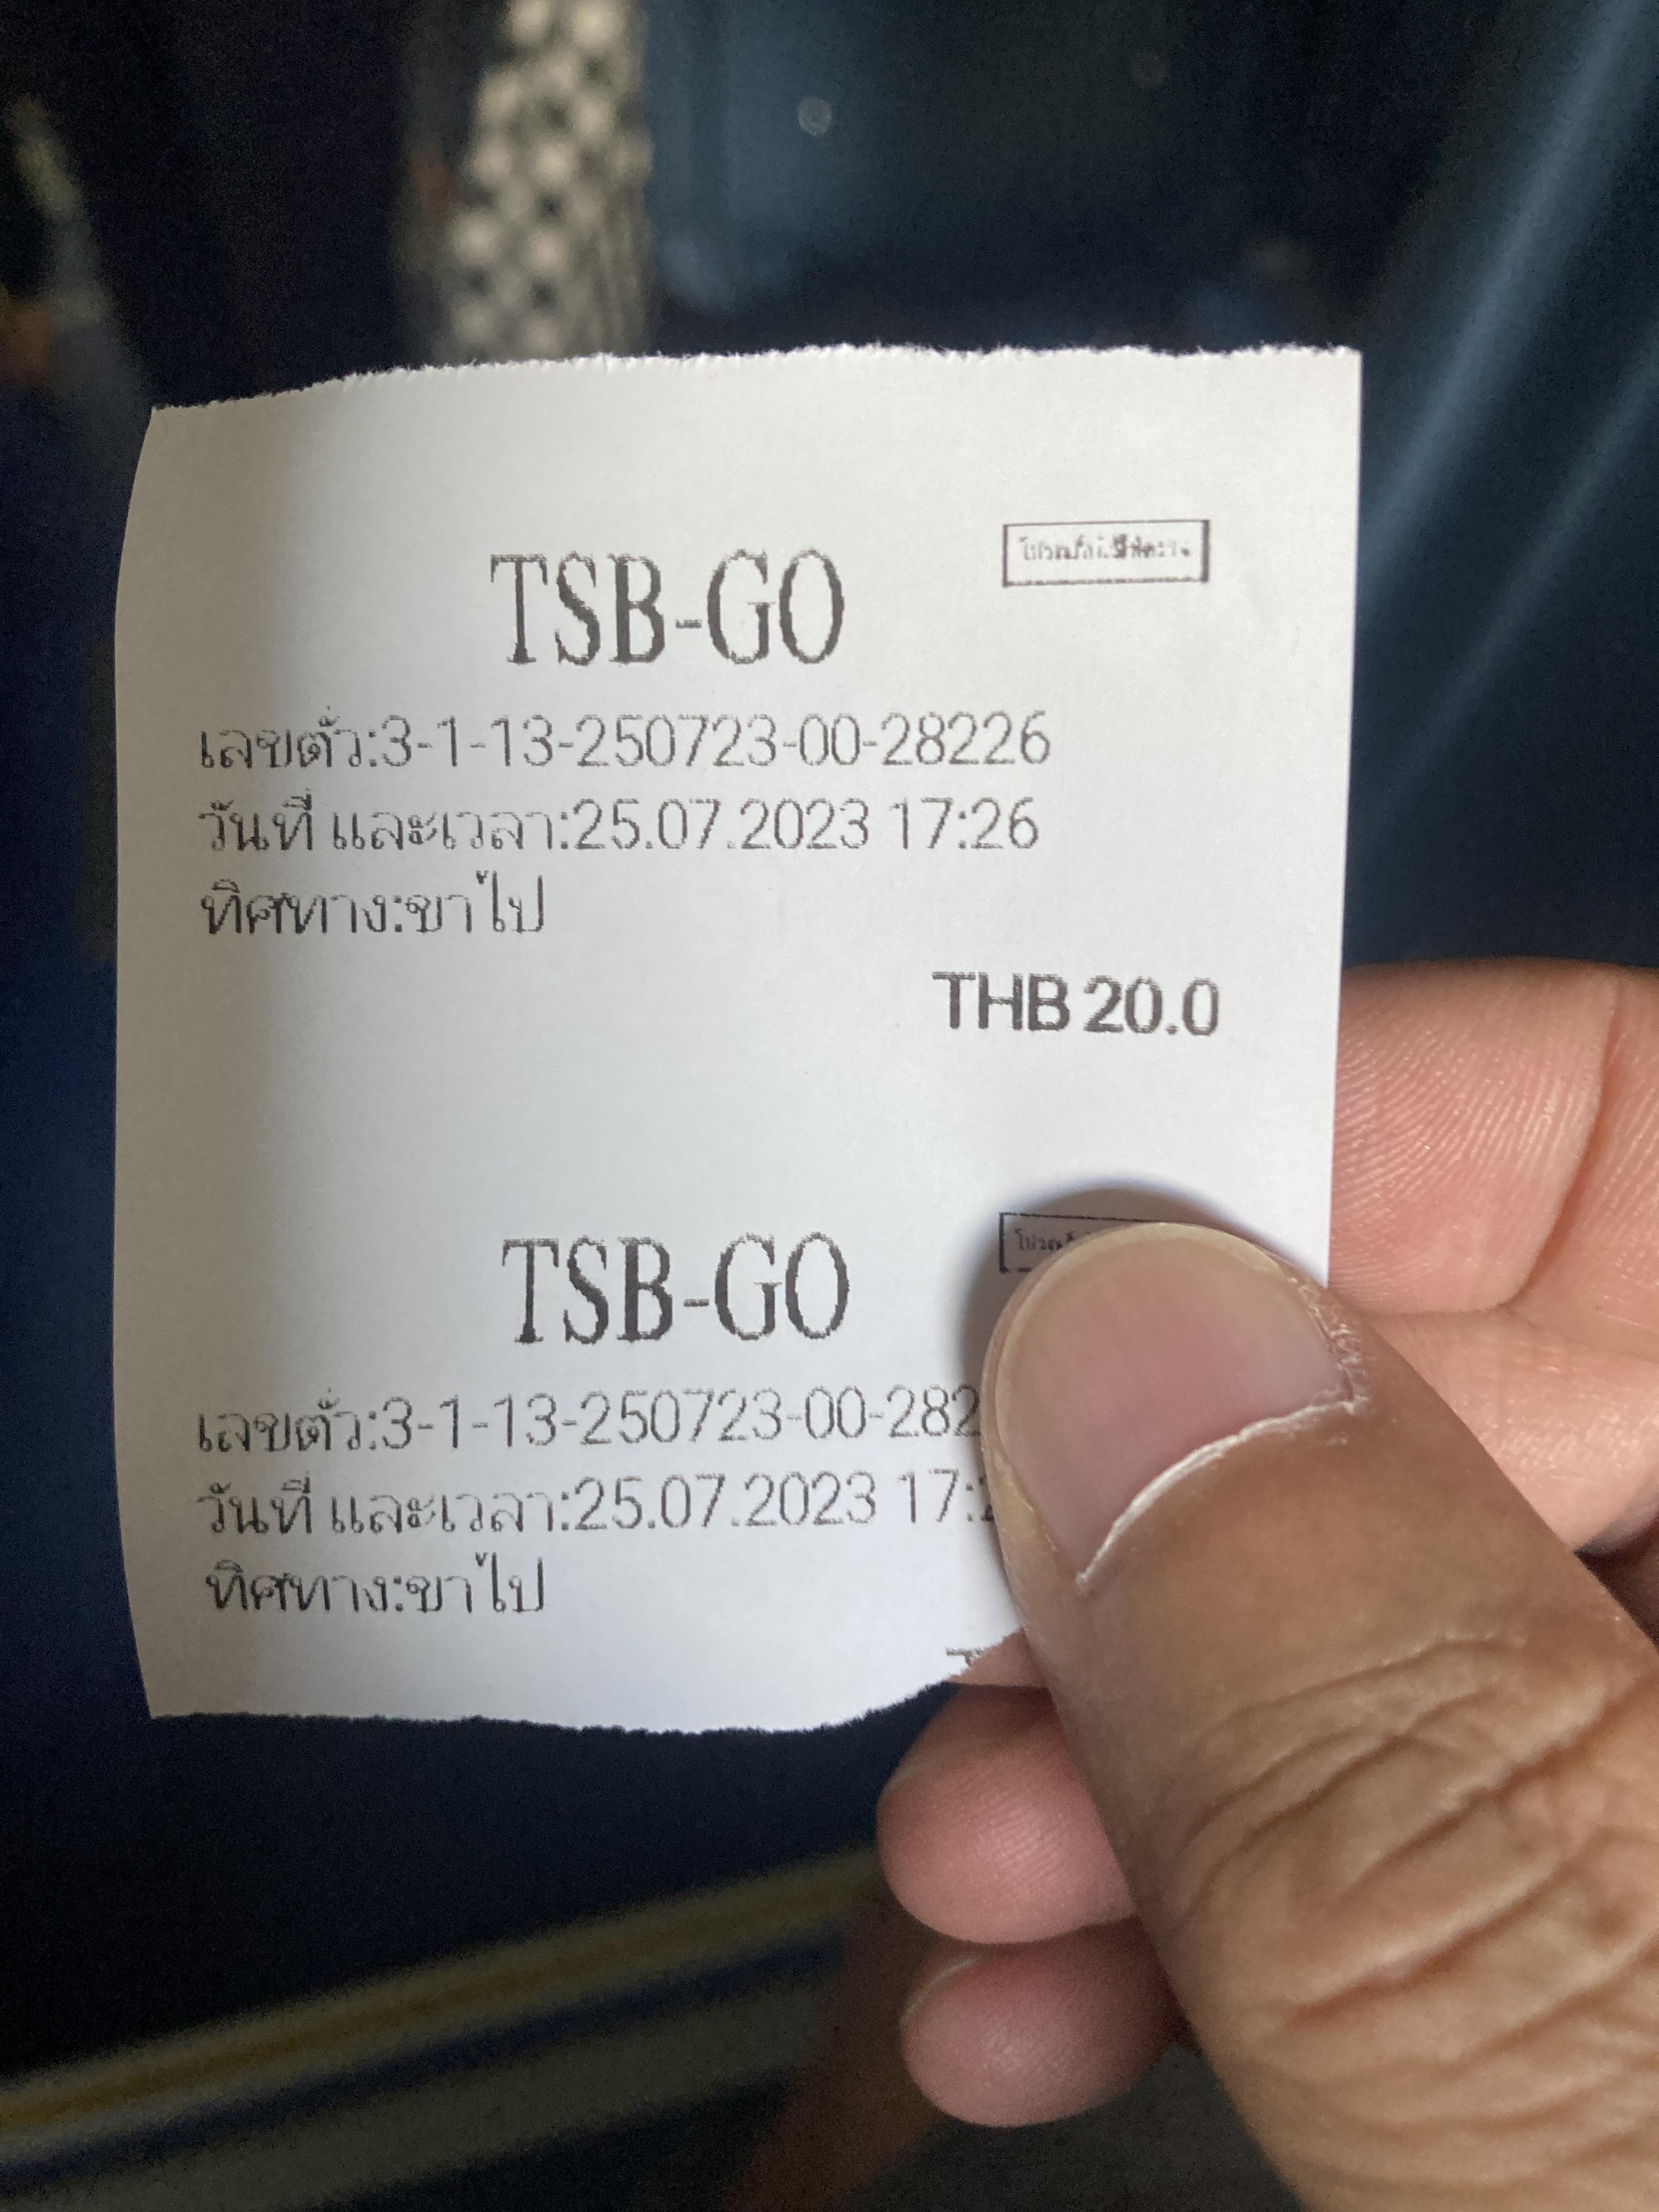 TSB-GO
เลขตั๋ว:3-1-13-250723-00-28226
วันที่ และเวลา:25.07.2023 17:26
ทิศทาง:ขาไป
THB 20.0
TSB-GO
เลขตั๋ว:3-1-13-250723-00-282
วันที่ และเวลา:25.07.2023 17:
ทิศทาง:ขาไป